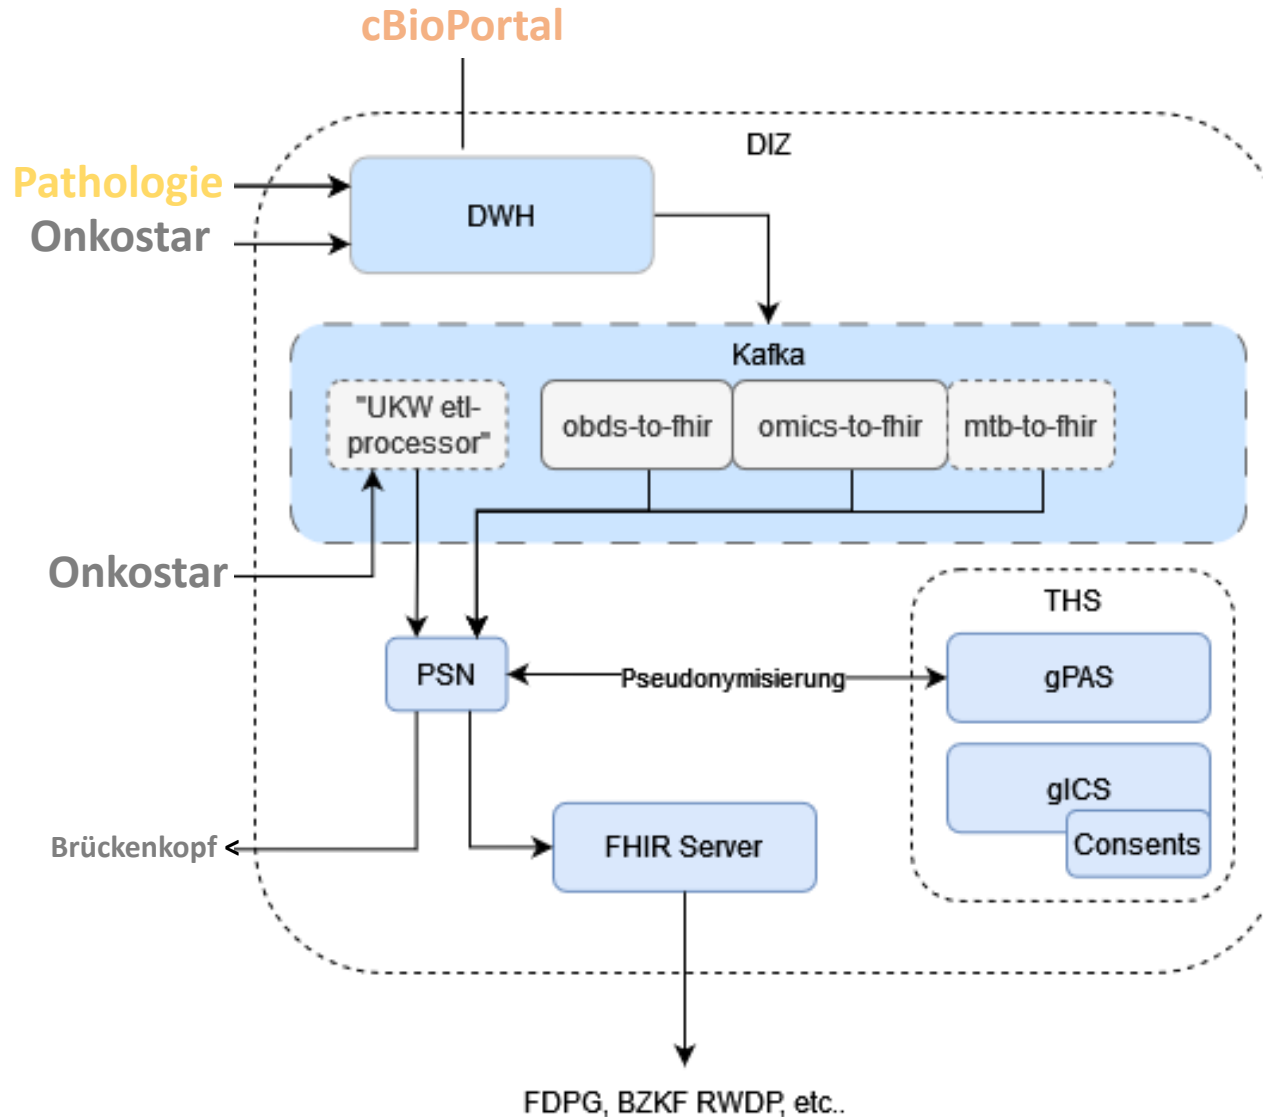 cBioPortal
DIZ
Pathologie
Onkostar
DWH
Kafka
"UKW etl-
processor"
obds-to-fhir
omics-to-fhir
mtb-to-fhir
Onkostar
THS
PSN
Pseudonymisierung
gPAS
gICS
Consents
Brückenkopf <
FHIR Server
FDPG, BZKF RWDP, etc..